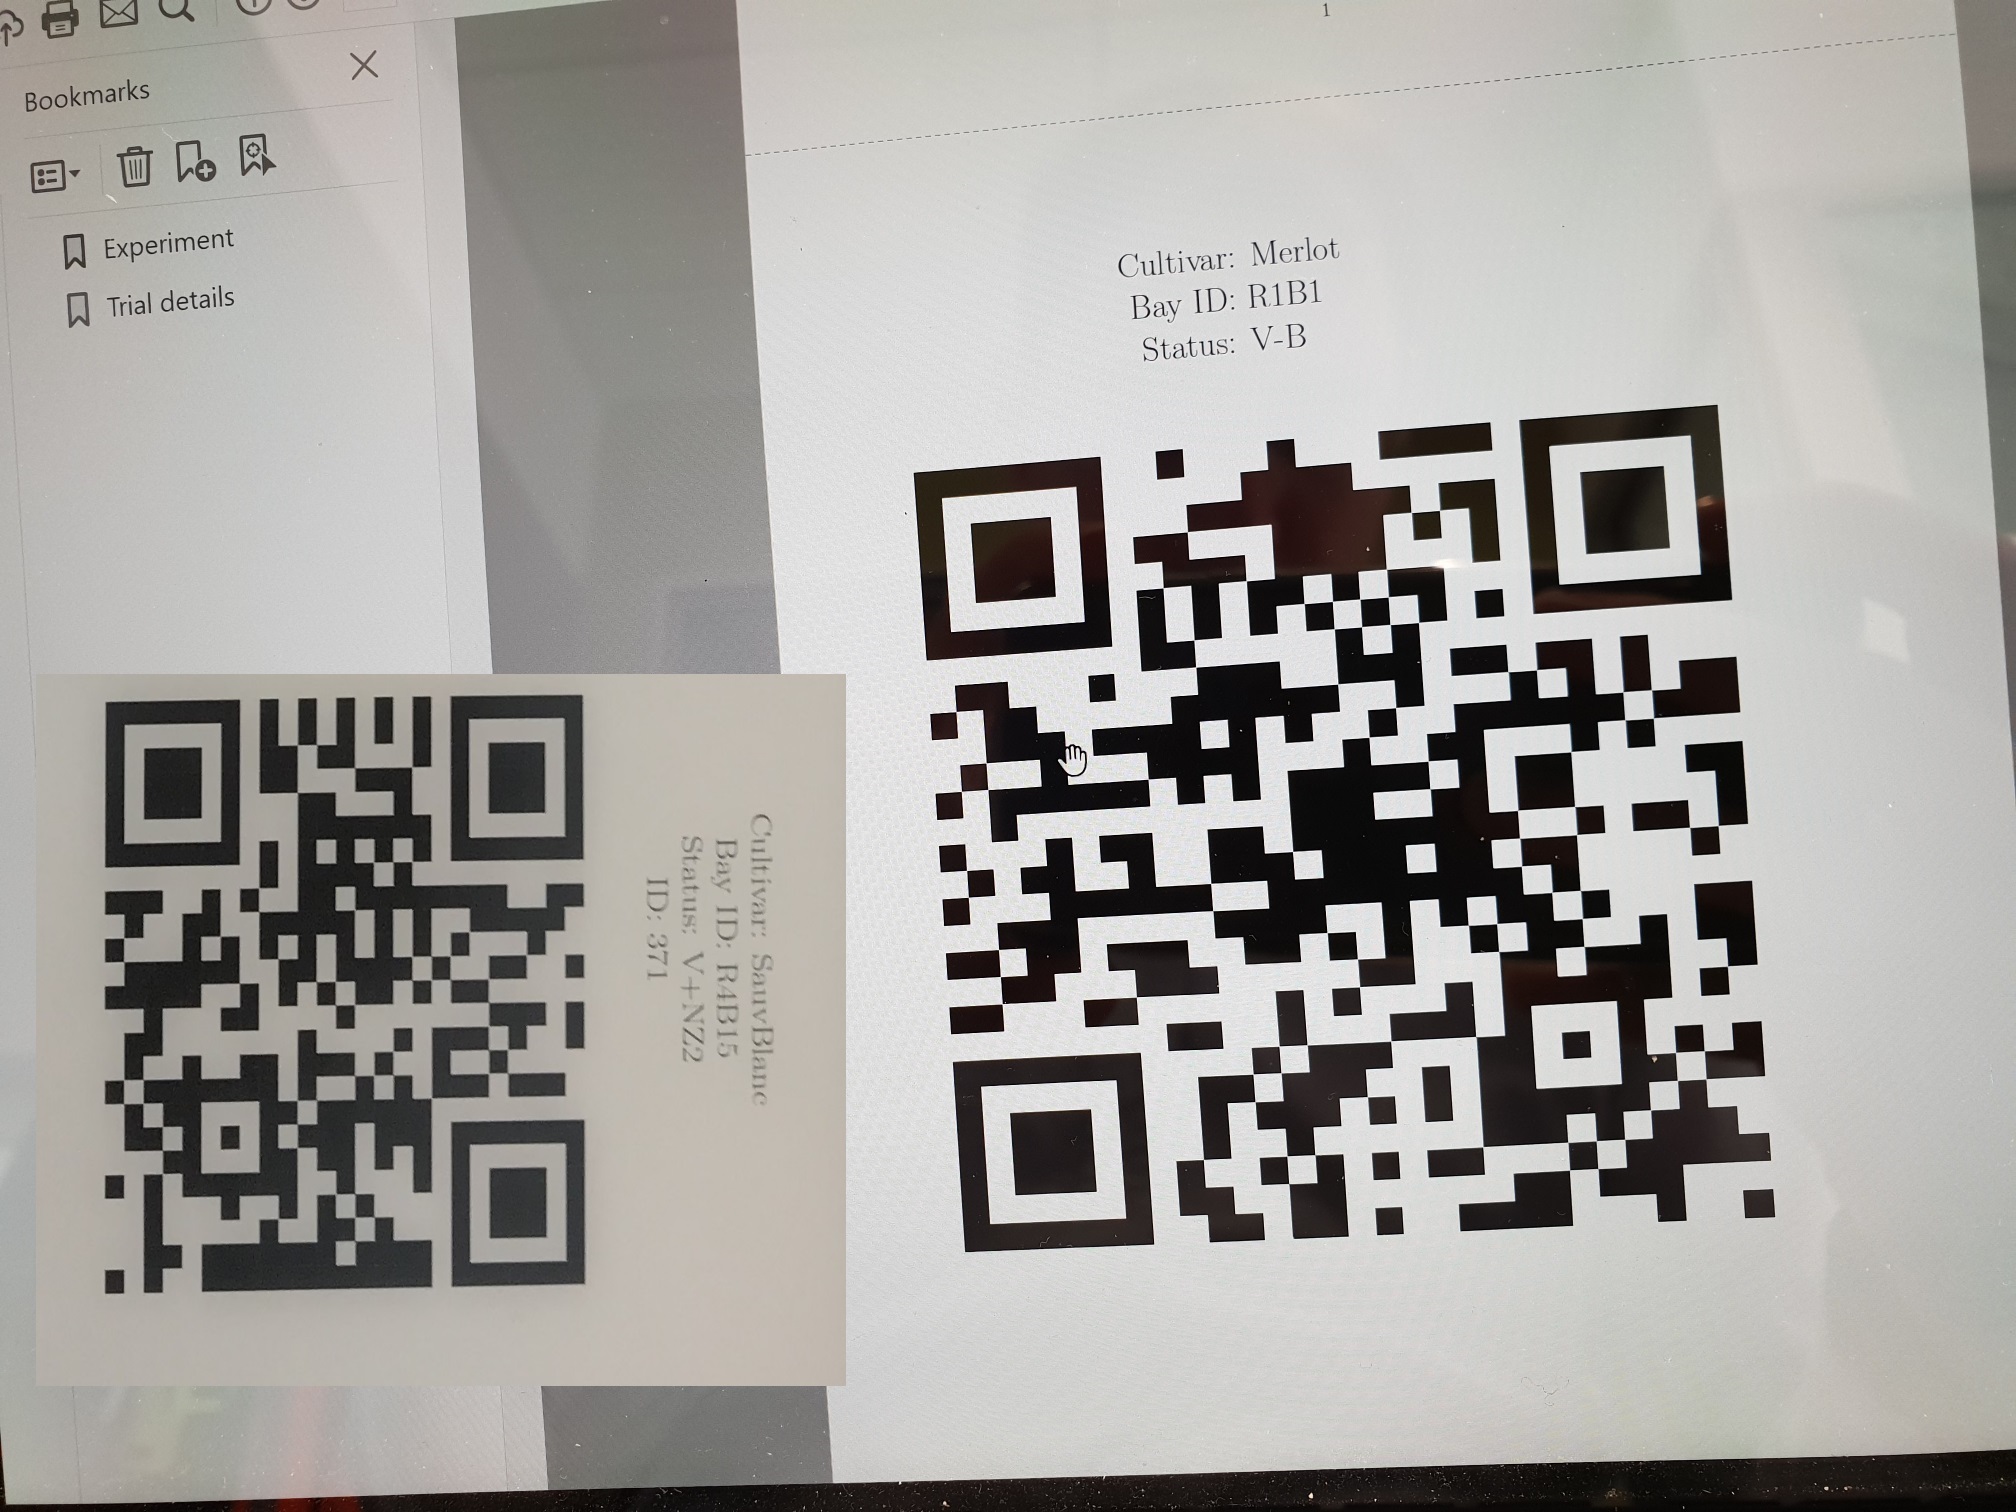 1
Bookmarks
Experiment
Trial details
Cultivar: Merlot
Bay ID: R1B1
Status: V-B
Cultivar: SauvBlanc
Bay ID: R4B15
Status: V+NZ2
ID: 371